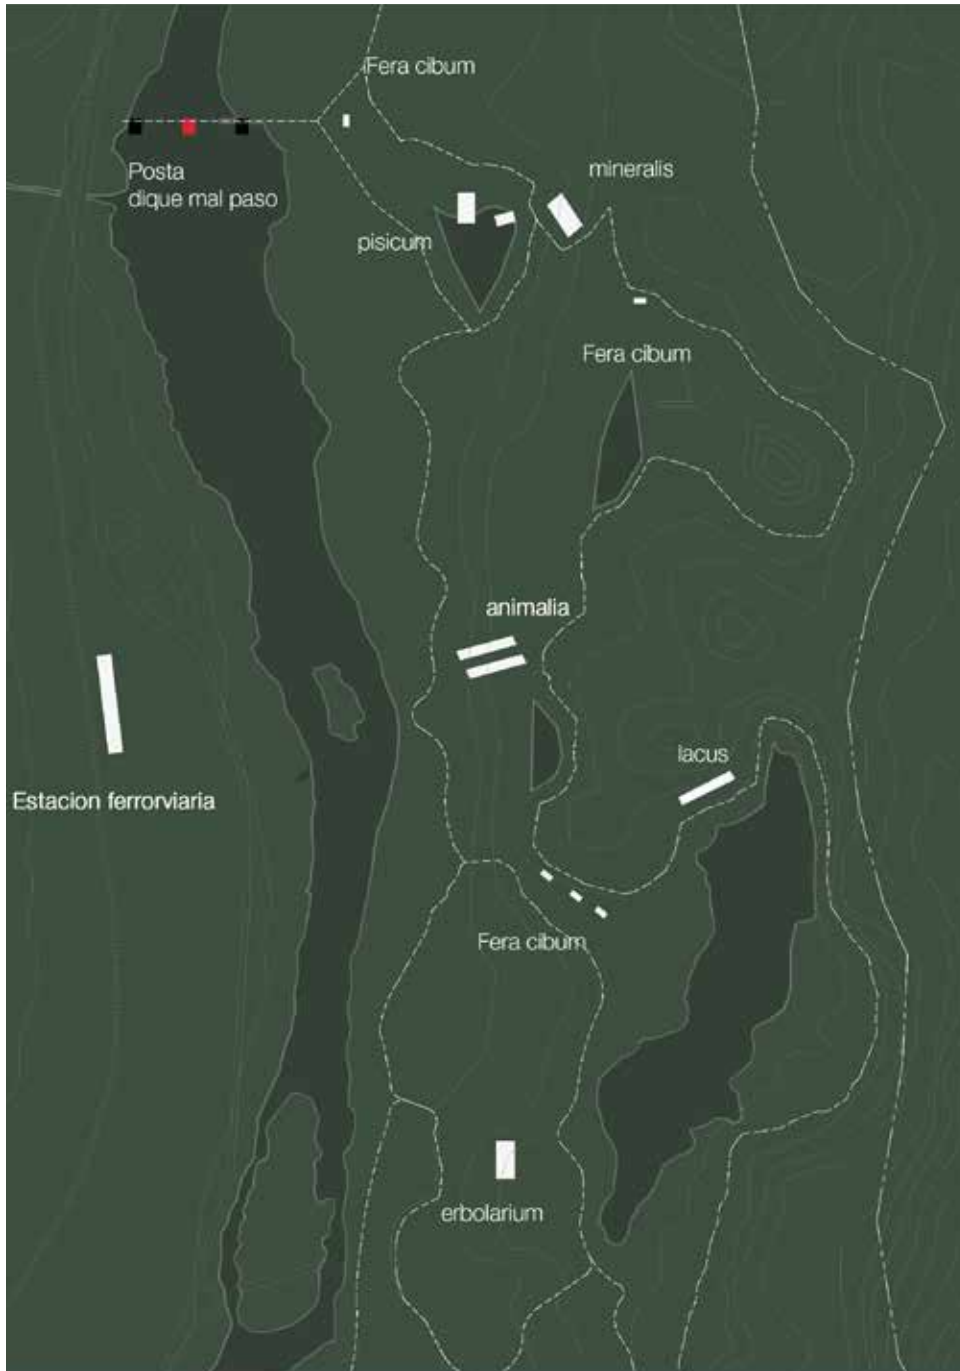 Fera cibum
mineralis
Posta
dique mal paso
pisicum
Fera cibum
animalia
lacus
Estacion ferrorviaria
Fera cibum
erbolarium